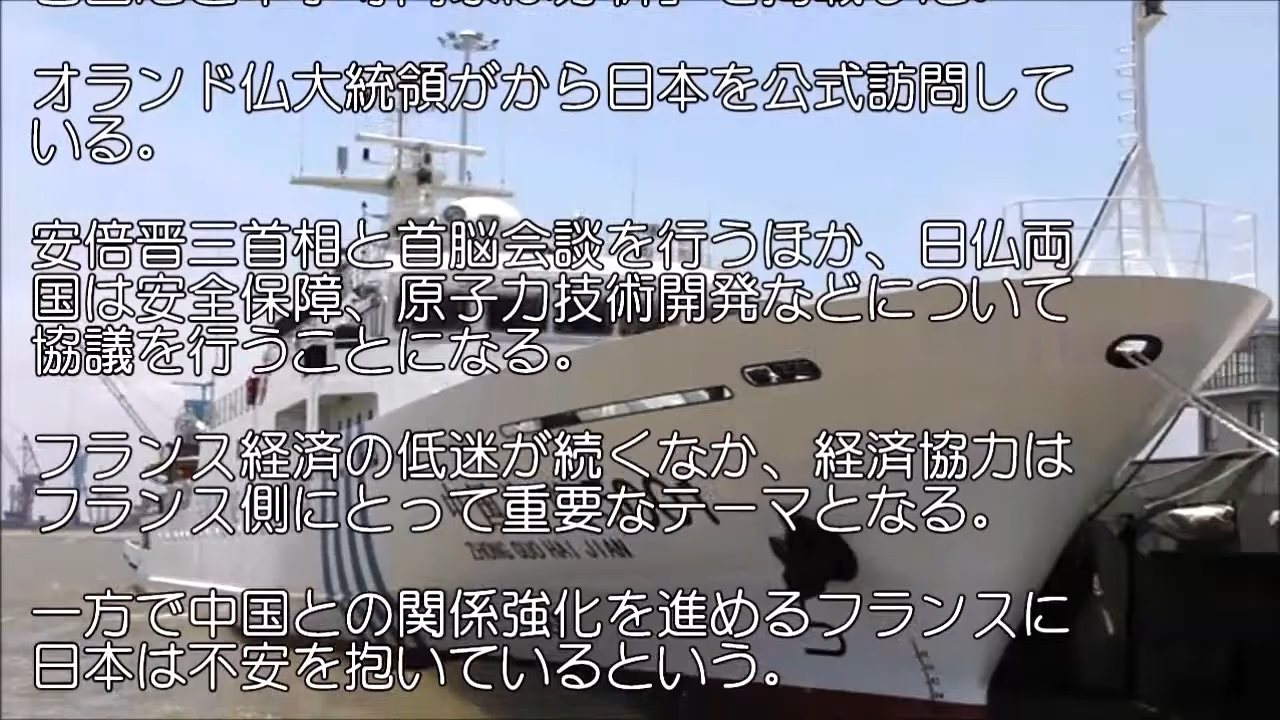 オランド仏大統領がから日本を公式訪問して
いる。
安倍晋三首相と首脳会談を行うほか、日仏両
国は安全保障、原子力技術開発などについて
協議を行うことになる。
フランス経済の低迷が続くなか、経済協力は
フランス側にとって重要なテーマとなる。
ZHONG GUO HAI JIAN
一方で中国との関係強化を進めるフランスに
日本は不安を抱いているという。